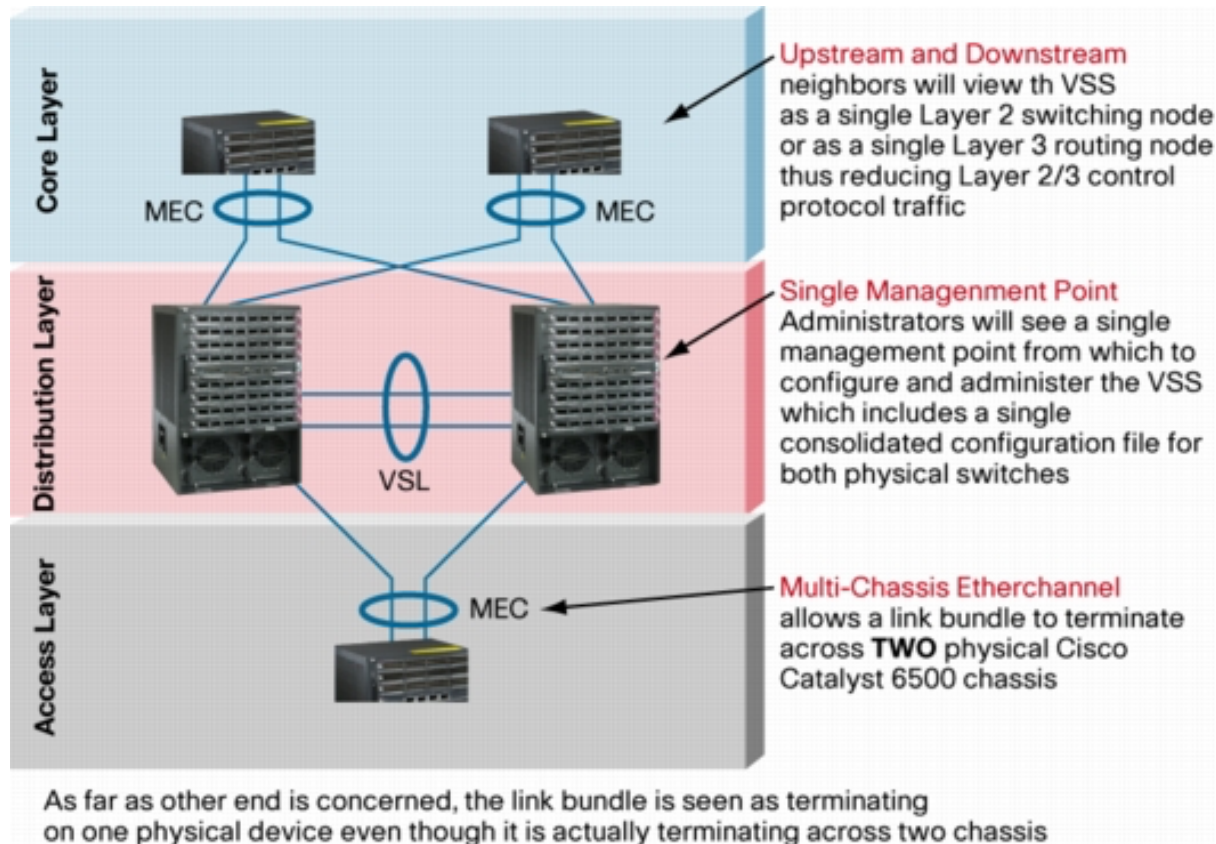 Core Layer
MEC
MEC
Upstream and Downstream
neighbors will view th VSS
as a single Layer 2 switching node
or as a single Layer 3 routing node
thus reducing Layer 2/3 control
protocol traffic
Distribution Layer
VSL
Single Managenment Point
Administrators will see a single
management point from which to
configure and administer the VSS
which includes a single
consolidated configuration file for
both physical switches
Access Layer
MEC
Multi-Chassis Etherchannel
allows a link bundle to terminate
across TWO physical Cisco
Catalyst 6500 chassis
As far as other end is concerned, the link bundle is seen as terminating
on one physical device even though it is actually terminating across two chassis